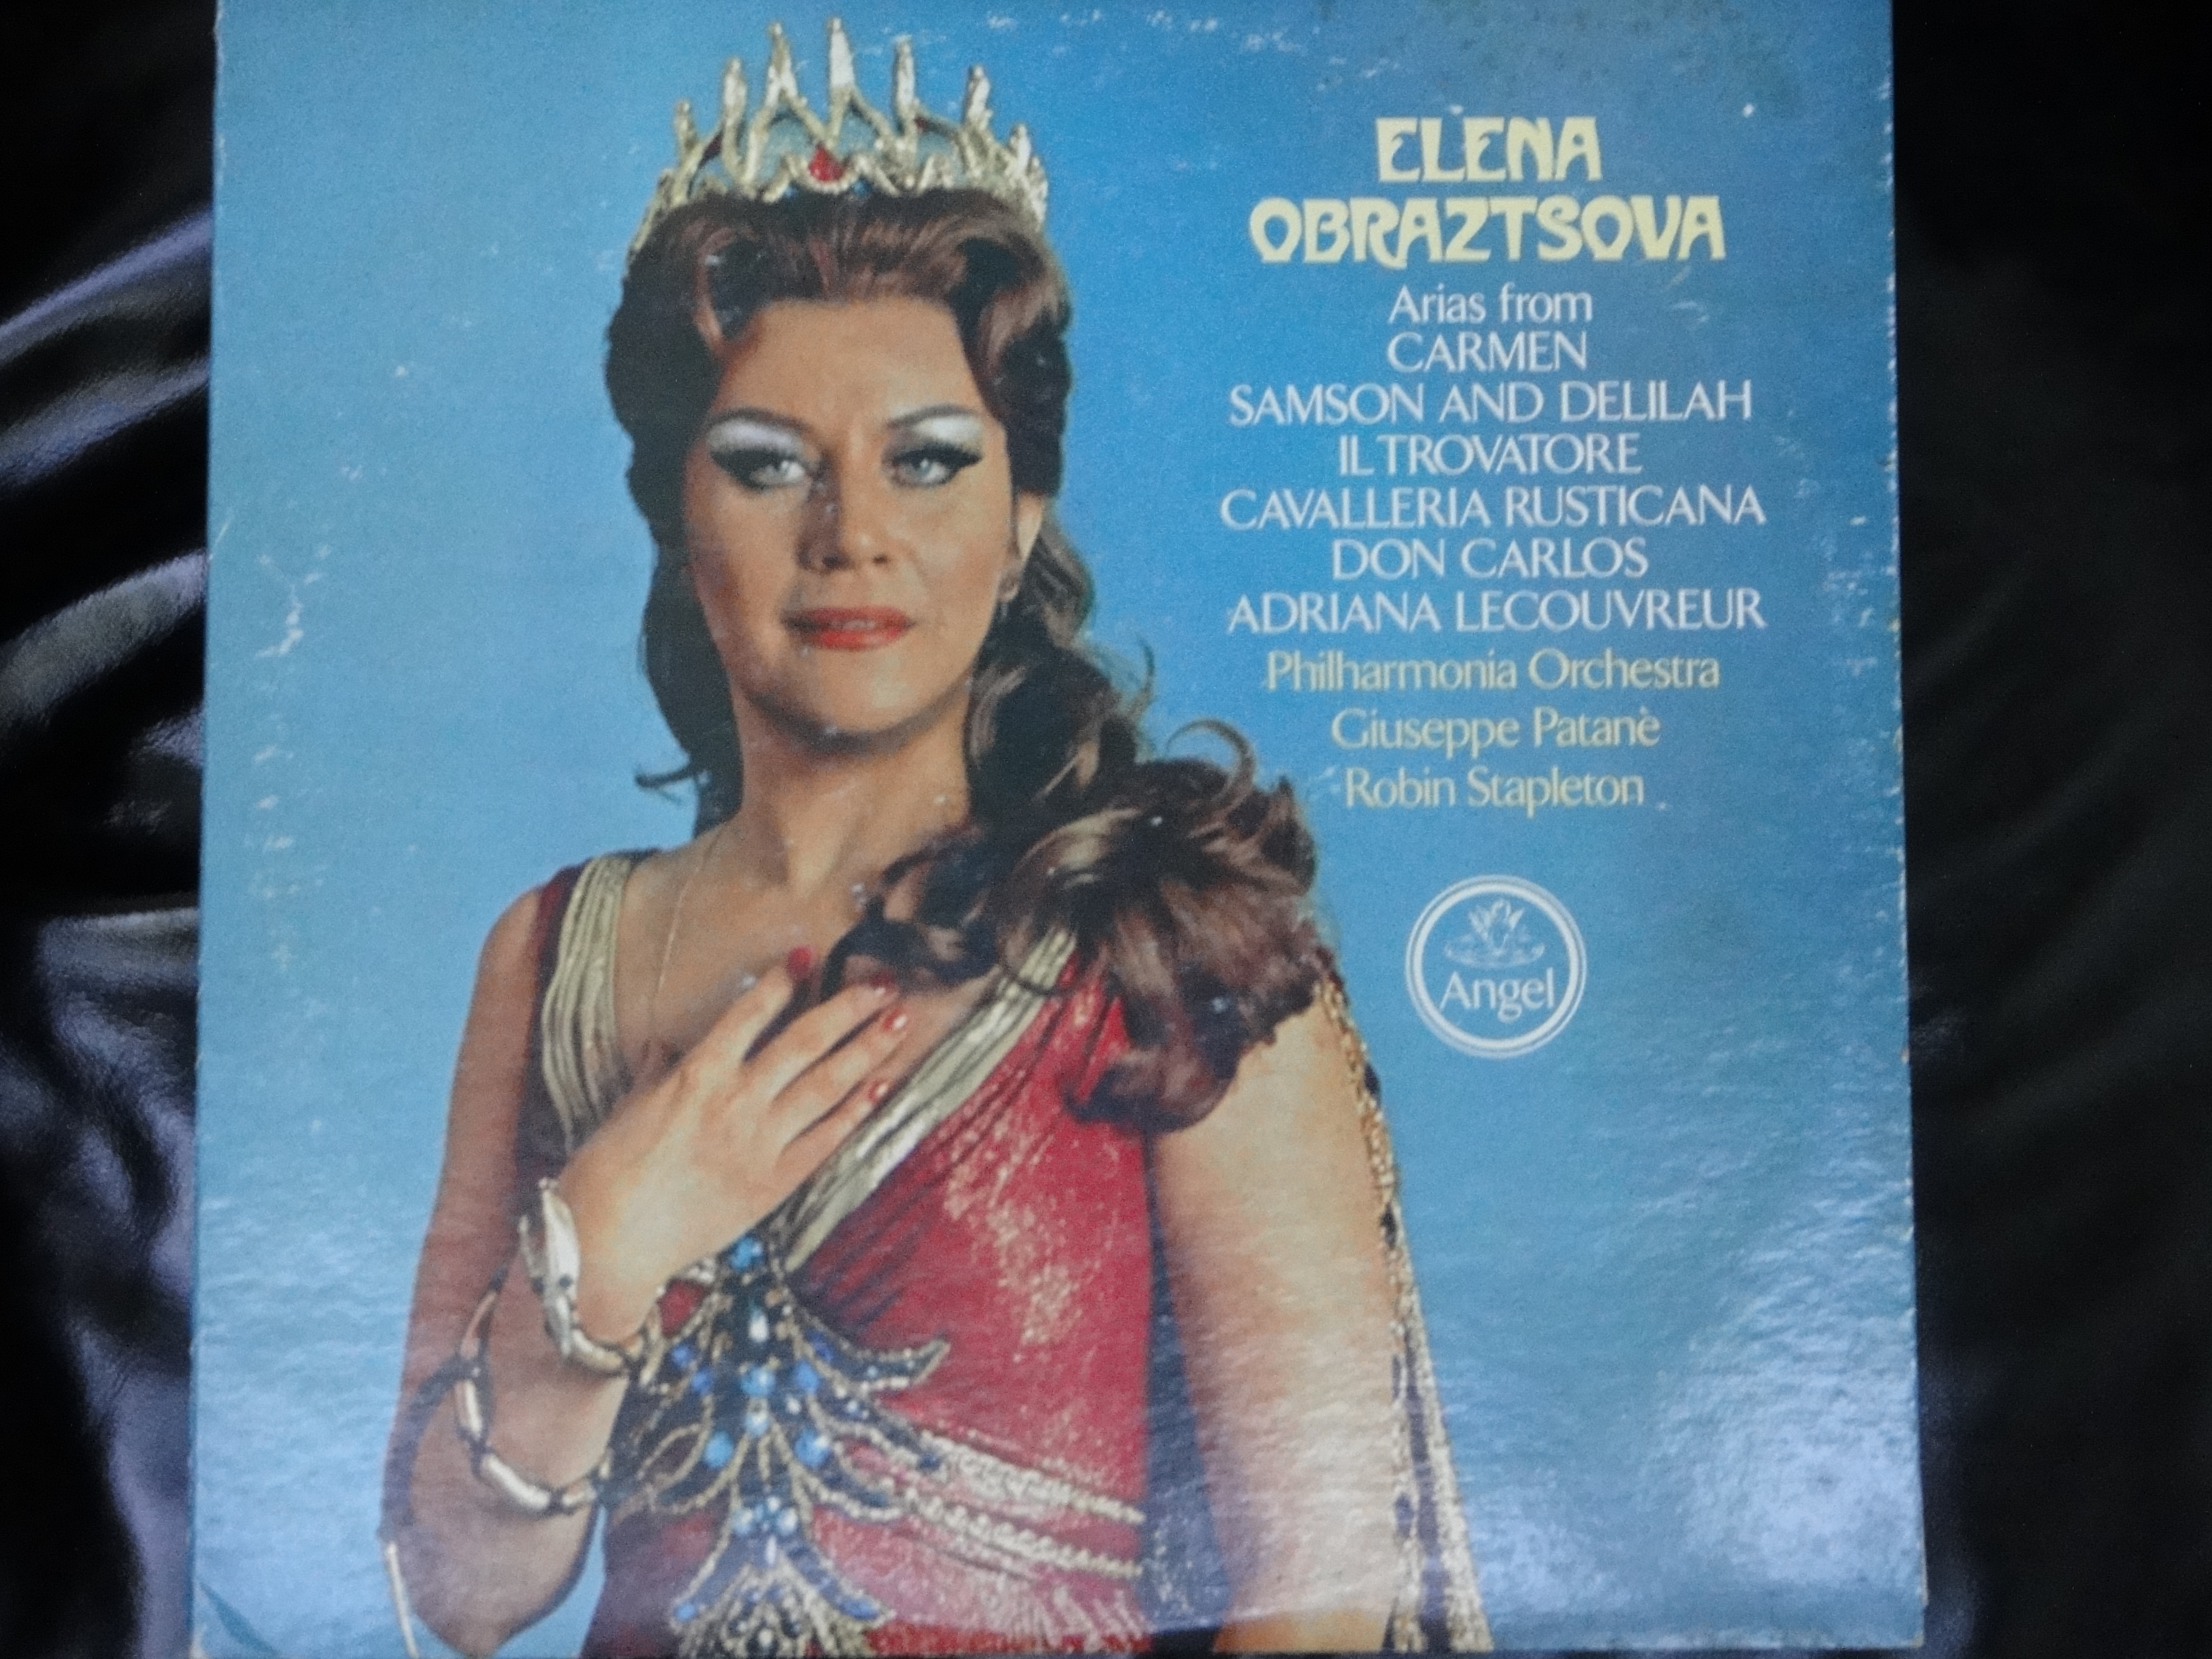 ELENA
OBRAZTSOVA
Arias from
CARMEN
SAMSON AND DELILAH
IL TROVATORE
CAVALLERIA RUSTICANA
DON CARLOS
ADRIANA LECOUVREUR
Philharmonia Orchestra
Giuseppe Patanè
Robin Stapleton
Angel